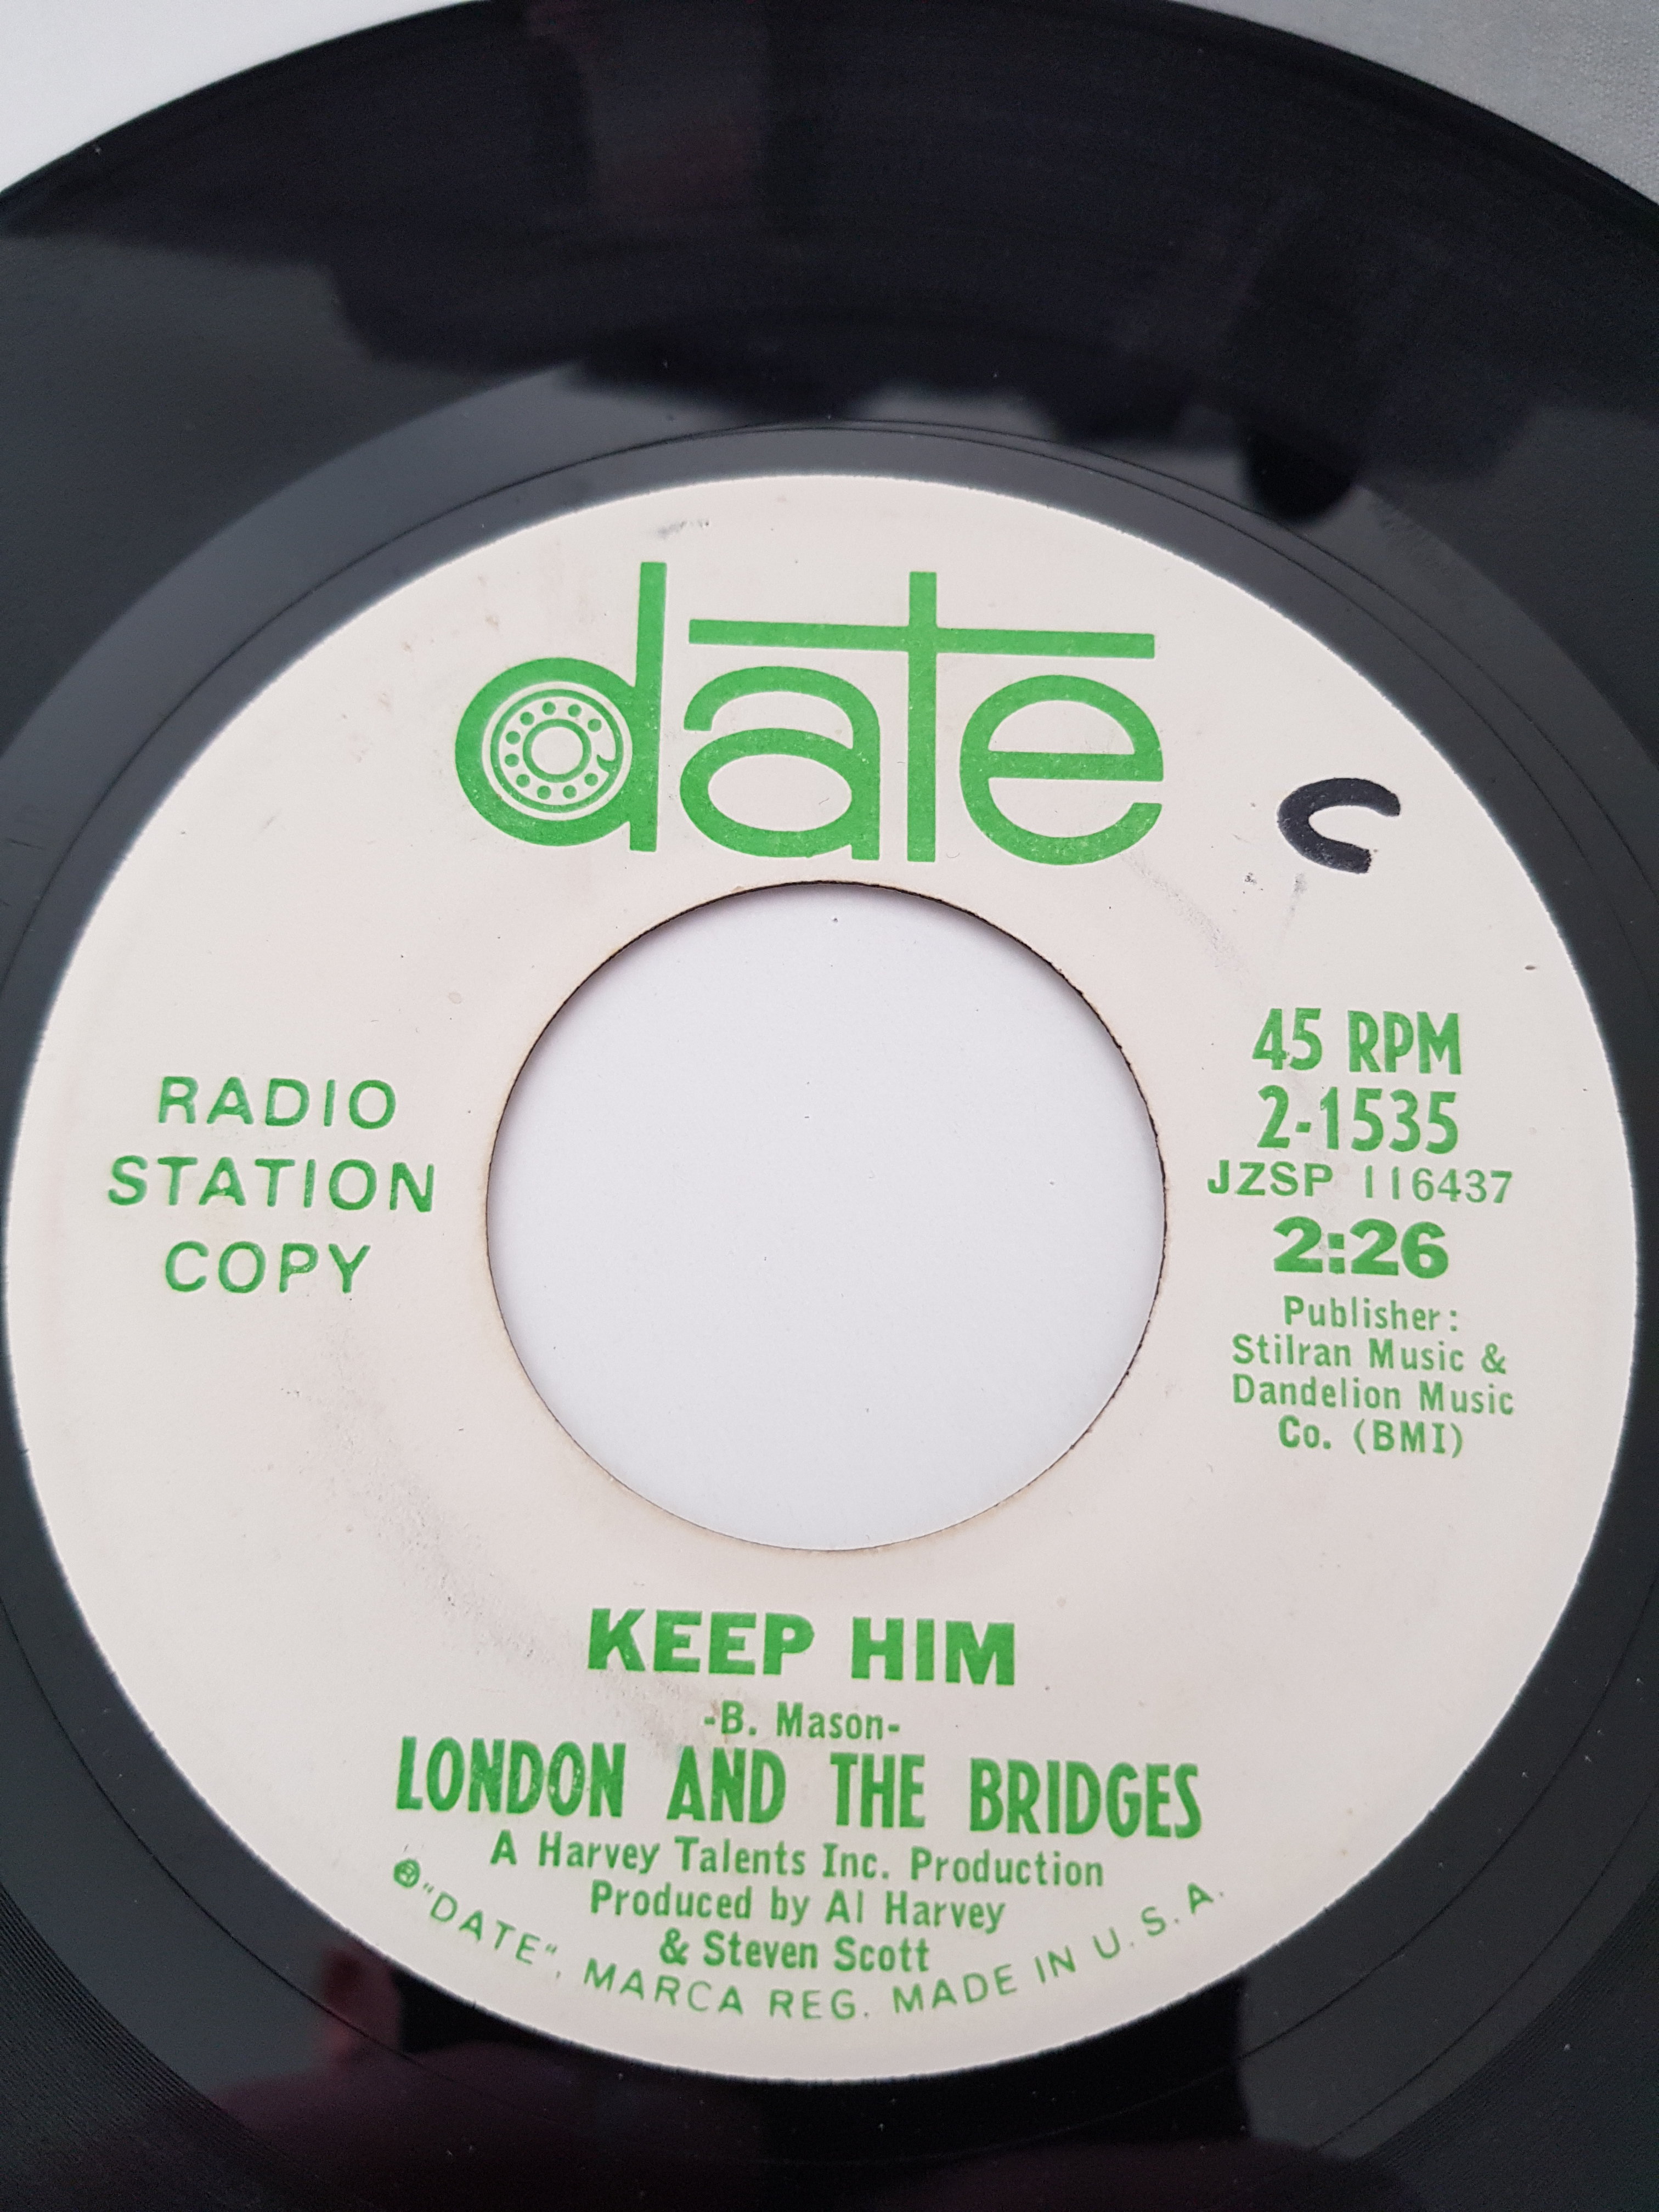 date
C
RADIO
STATION
COPY
45 RPM
2-1535
JZSP 116437
2:26
Publisher:
Stilran Music &
Dandelion Music
Co. (BMI)
KEEP HIM
-B. Mason-
LONDON AND THE BRIDGES
A Harvey Talents Inc. Production
Produced by Al Harvey
& Steven Scott
"DATE", MARCA REG. MADE IN U.S.A.